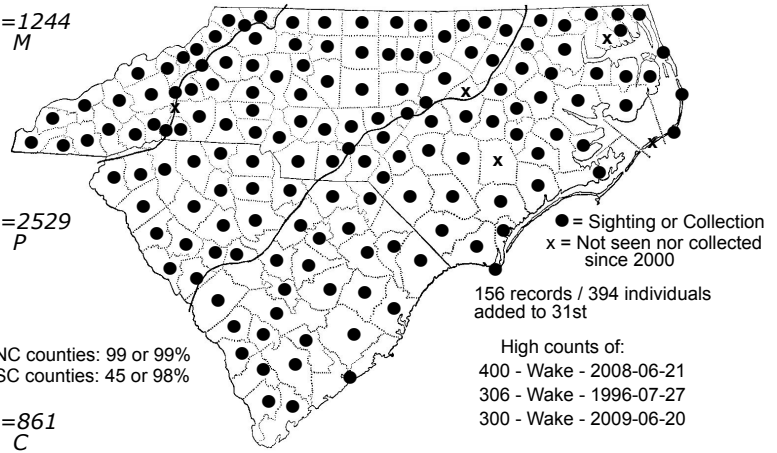 =1244
M
=2529
P
=861
C
NC counties: 99 or 99%
SC counties: 45 or 98%
● = Sighting or Collection
x = Not seen nor collected
since 2000
156 records / 394 individuals
added to 31st
High counts of:
400 - Wake - 2008-06-21
306 - Wake - 1996-07-27
300 - Wake - 2009-06-20